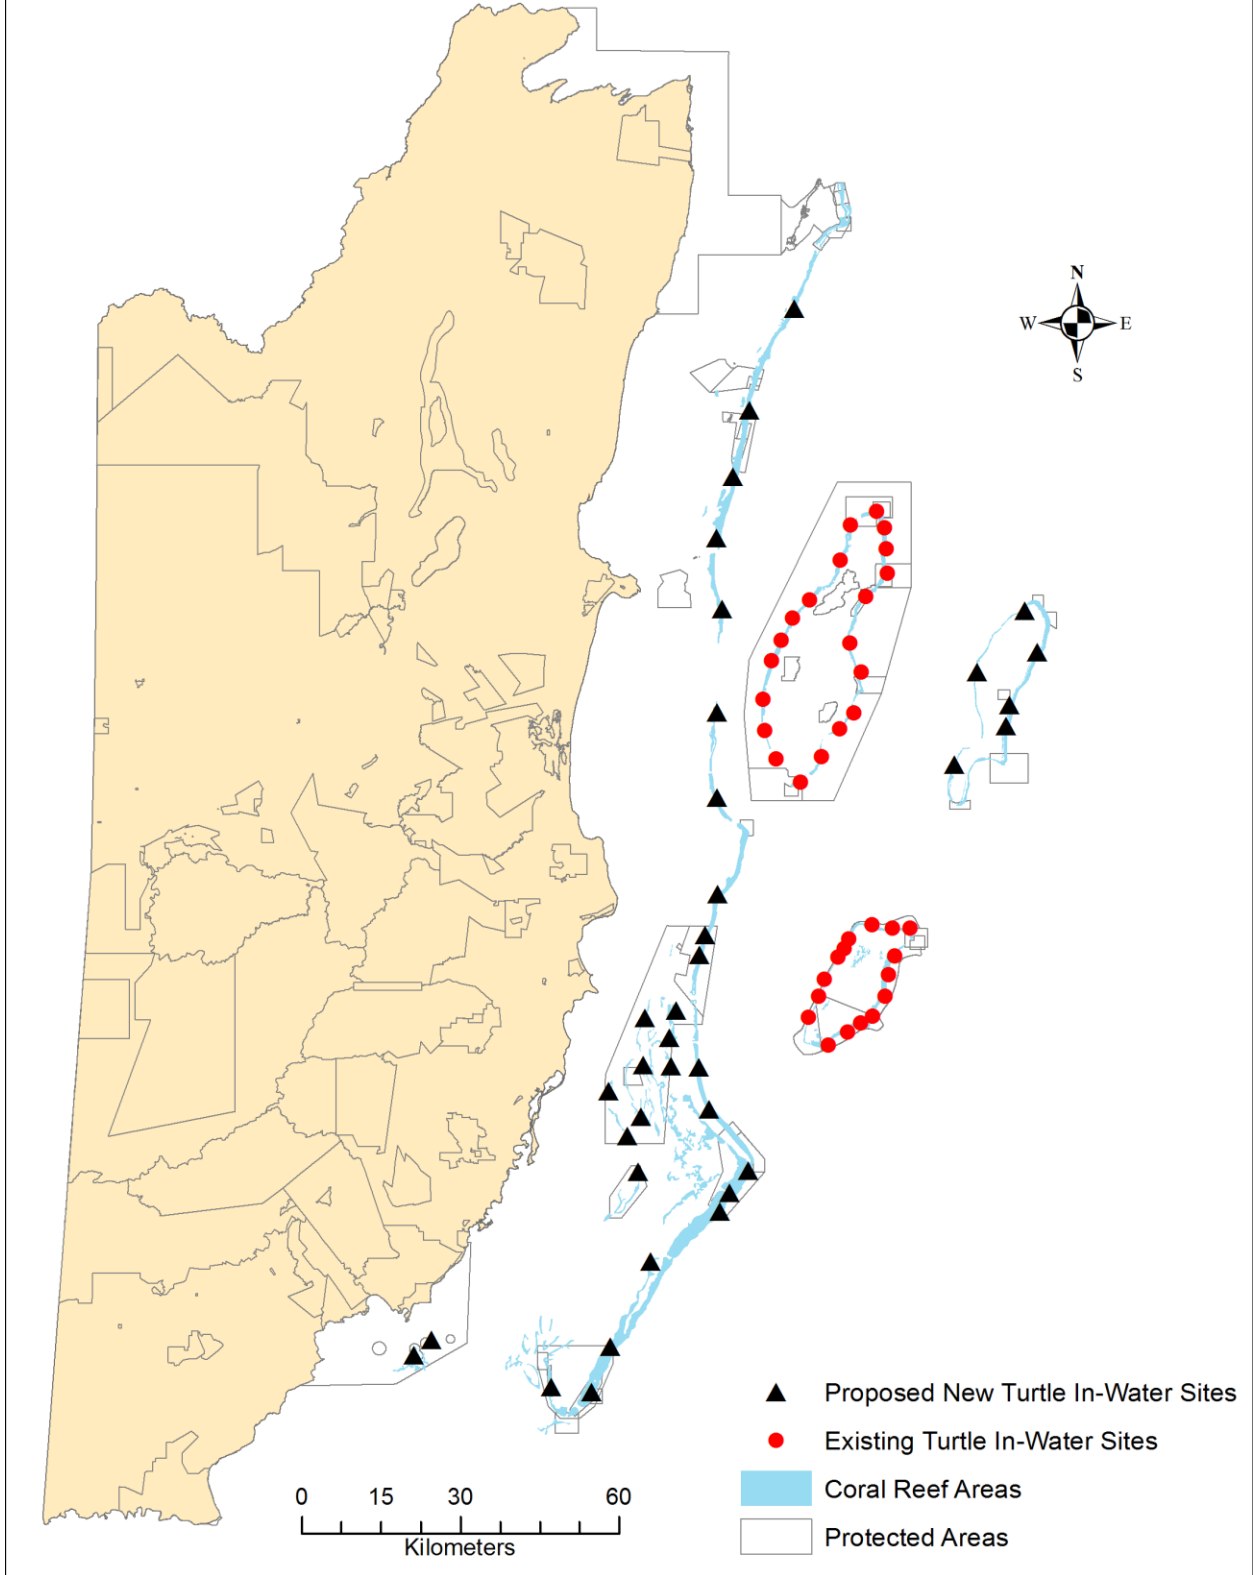 N
W E
S
Proposed New Turtle In-Water Sites
Existing Turtle In-Water Sites
Coral Reef Areas
Protected Areas
0 15 30 60
Kilometers